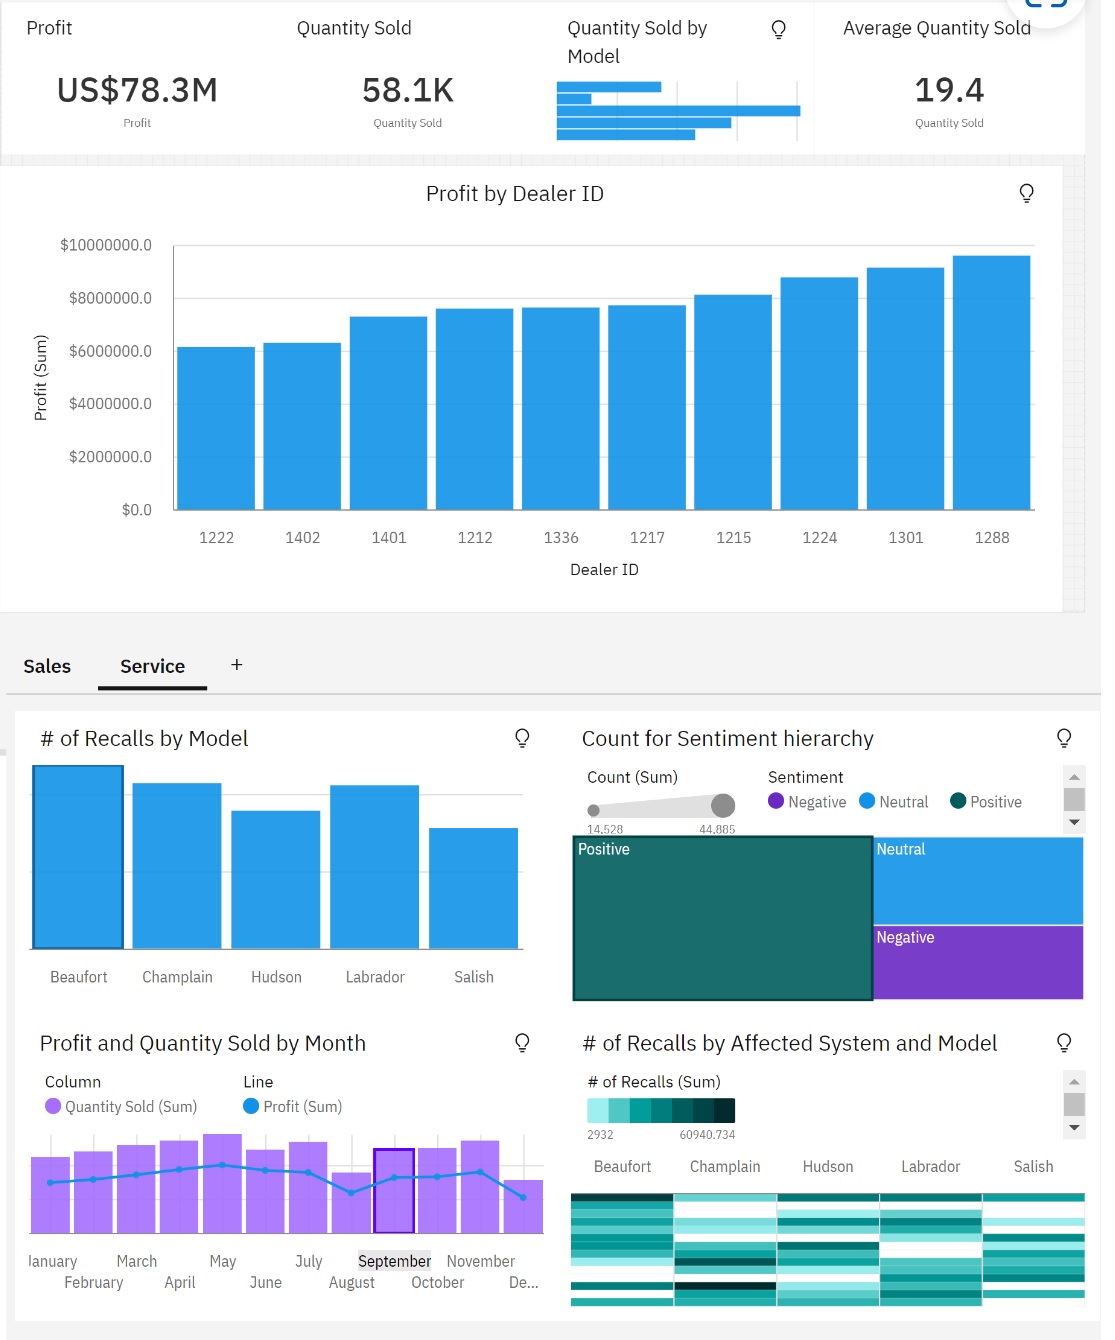 Profit
Quantity Sold
Quantity Sold by
Model
Average Quantity Sold
US$78.3M
Profit
58.1K
Quantity Sold
19.4
Quantity Sold
Profit by Dealer ID
Profit (Sum)
$10000000.0
$8000000.0
$6000000.0
$4000000.0
$2000000.0
$0.0
1222 1402 1401 1212 1336 1217 1215 1224 1301 1288
Dealer ID
Sales Service +
# of Recalls by Model
Beaufort Champlain Hudson Labrador Salish
Count for Sentiment hierarchy
Count (Sum)
14,528 44,885
Sentiment
Negative Neutral Positive
Positive
Neutral
Negative
Profit and Quantity Sold by Month
Column
Quantity Sold (Sum)
Line
Profit (Sum)
January March May July September November
February April June August October De...
# of Recalls by Affected System and Model
# of Recalls (Sum)
2932 60940.734
Beaufort Champlain Hudson Labrador Salish